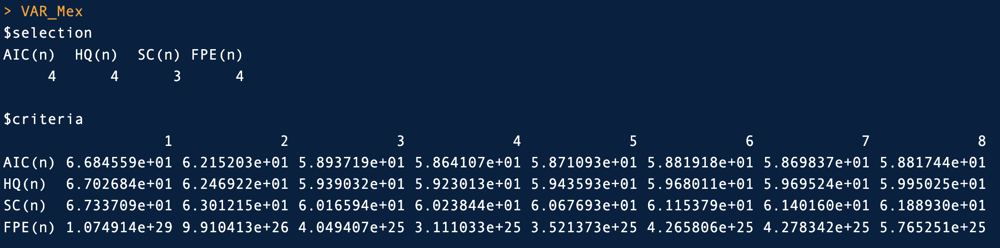 > VAR_Mex
$selection
AIC(n)  HQ(n)  SC(n) FPE(n)
     4      4      3      4
$criteria
                  1            2            3            4            5            6            7            8
AIC(n) 6.684559e+01 6.215203e+01 5.893719e+01 5.864107e+01 5.871093e+01 5.881918e+01 5.869837e+01 5.881744e+01
HQ(n)  6.702684e+01 6.246922e+01 5.939032e+01 5.923013e+01 5.943593e+01 5.968011e+01 5.969524e+01 5.995025e+01
SC(n)  6.733709e+01 6.301215e+01 6.016594e+01 6.023844e+01 6.067693e+01 6.115379e+01 6.140160e+01 6.188930e+01
FPE(n) 1.074914e+29 9.910413e+26 4.049407e+25 3.111033e+25 3.521373e+25 4.265806e+25 4.278342e+25 5.765251e+25